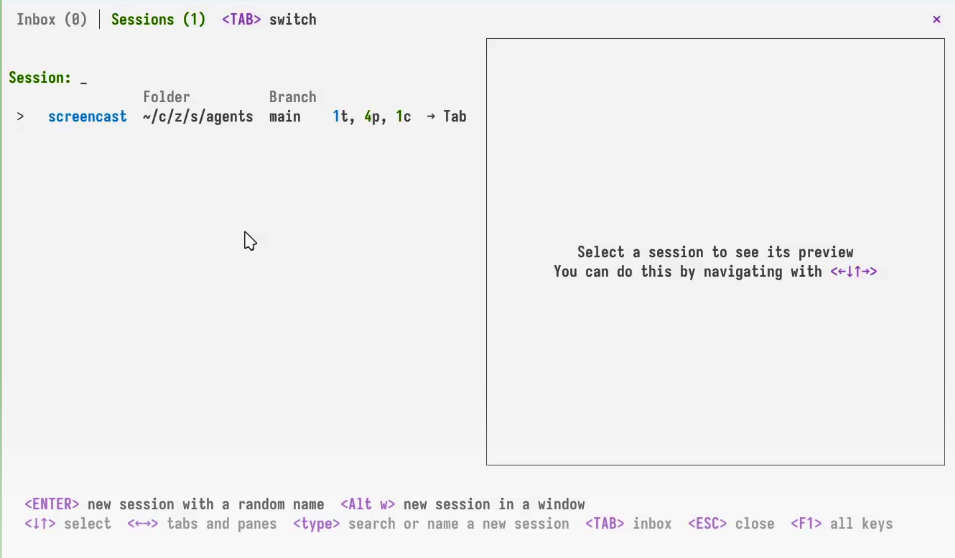 Inbox (0) | Sessions (1) <TAB> switch ×
Session: _
Folder Branch
> screencast ~/c/z/s/agents main 1t, 4p, 1c → Tab
Select a session to see its preview
You can do this by navigating with <←↓↑→>
<ENTER> new session with a random name <Alt w> new session in a window
<↓↑> select <←→> tabs and panes <type> search or name a new session <TAB> inbox <ESC> close <F1> all keys